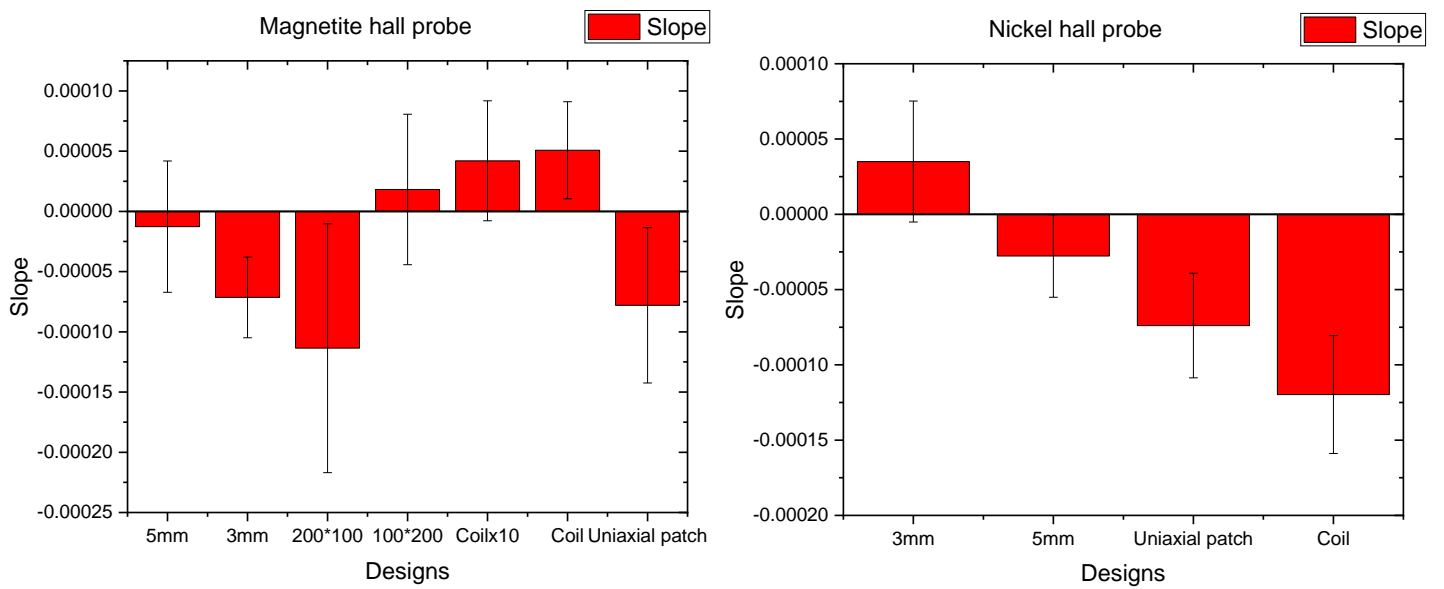 Magnetite hall probe
Slope
0.00010
0.00005
0.00000
-0.00005
-0.00010
-0.00015
-0.00020
-0.00025
Slope
5mm 3mm 200*100 100*200 Coilx10 Coil Uniaxial patch
Designs
Nickel hall probe
Slope
0.00010
0.00005
0.00000
-0.00005
-0.00010
-0.00015
-0.00020
Slope
3mm 5mm Uniaxial patch Coil
Designs